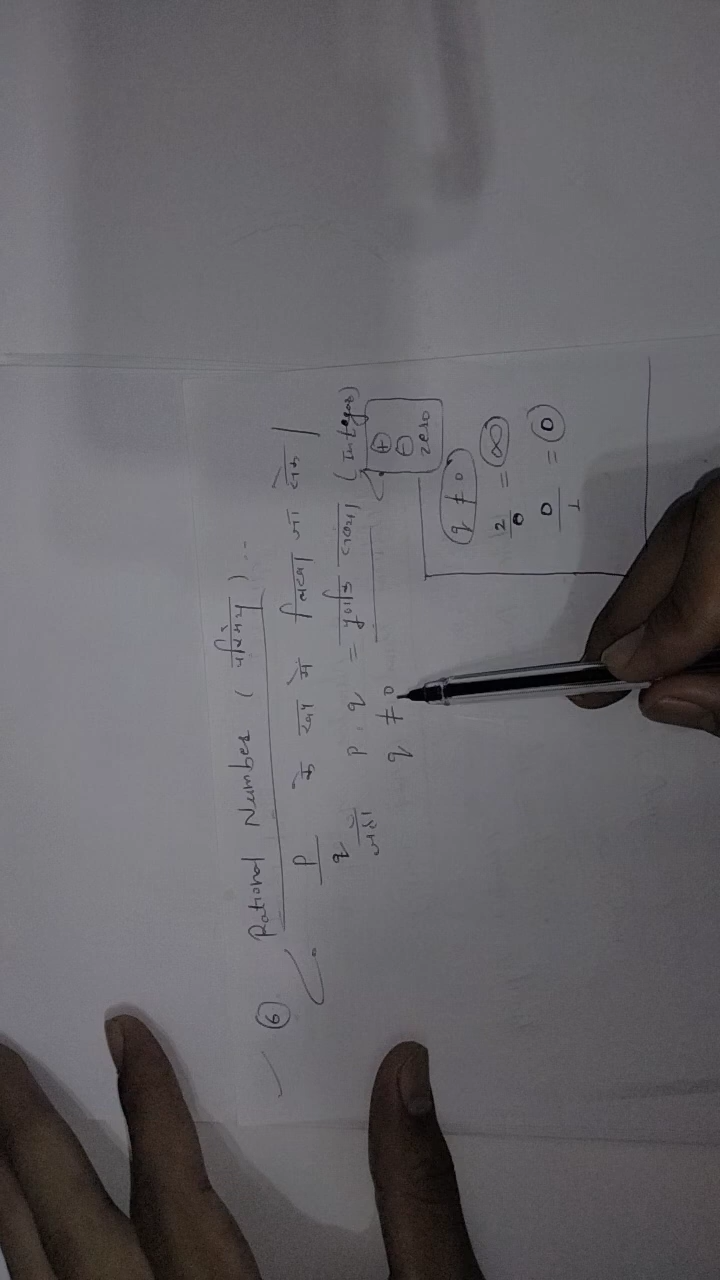 ⑥ Rational Number (परिमेय) :-
p/q के रूप में लिखा जा सके |
जहाँ p, q = पूर्णांक संख्या (Integer)
q ≠ 0
⊕
⊖
zero
q ≠ 0
2/0 = ∞
0/1 = 0